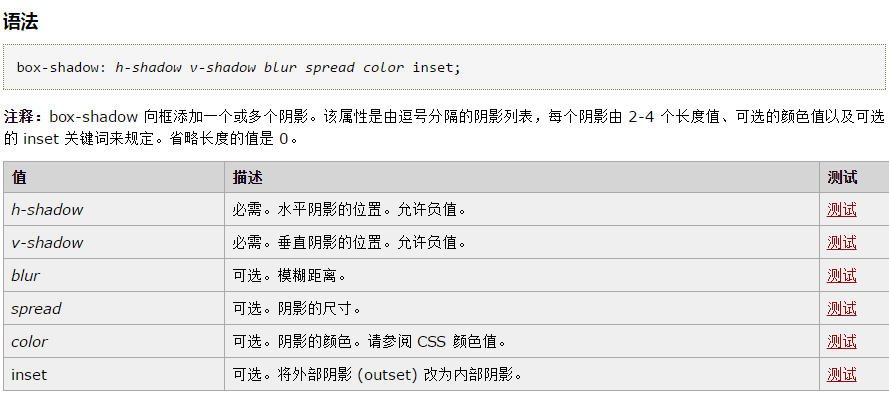 语法
box-shadow: h-shadow v-shadow blur spread color inset;
注释：box-shadow 向框添加一个或多个阴影。该属性是由逗号分隔的阴影列表，每个阴影由 2-4 个长度值、可选的颜色值以及可选
的 inset 关键词来规定。省略长度的值是 0。
值 描述 测试
h-shadow 必需。水平阴影的位置。允许负值。 测试
v-shadow 必需。垂直阴影的位置。允许负值。 测试
blur 可选。模糊距离。 测试
spread 可选。阴影的尺寸。 测试
color 可选。阴影的颜色。请参阅 CSS 颜色值。 测试
inset 可选。将外部阴影 (outset) 改为内部阴影。 测试